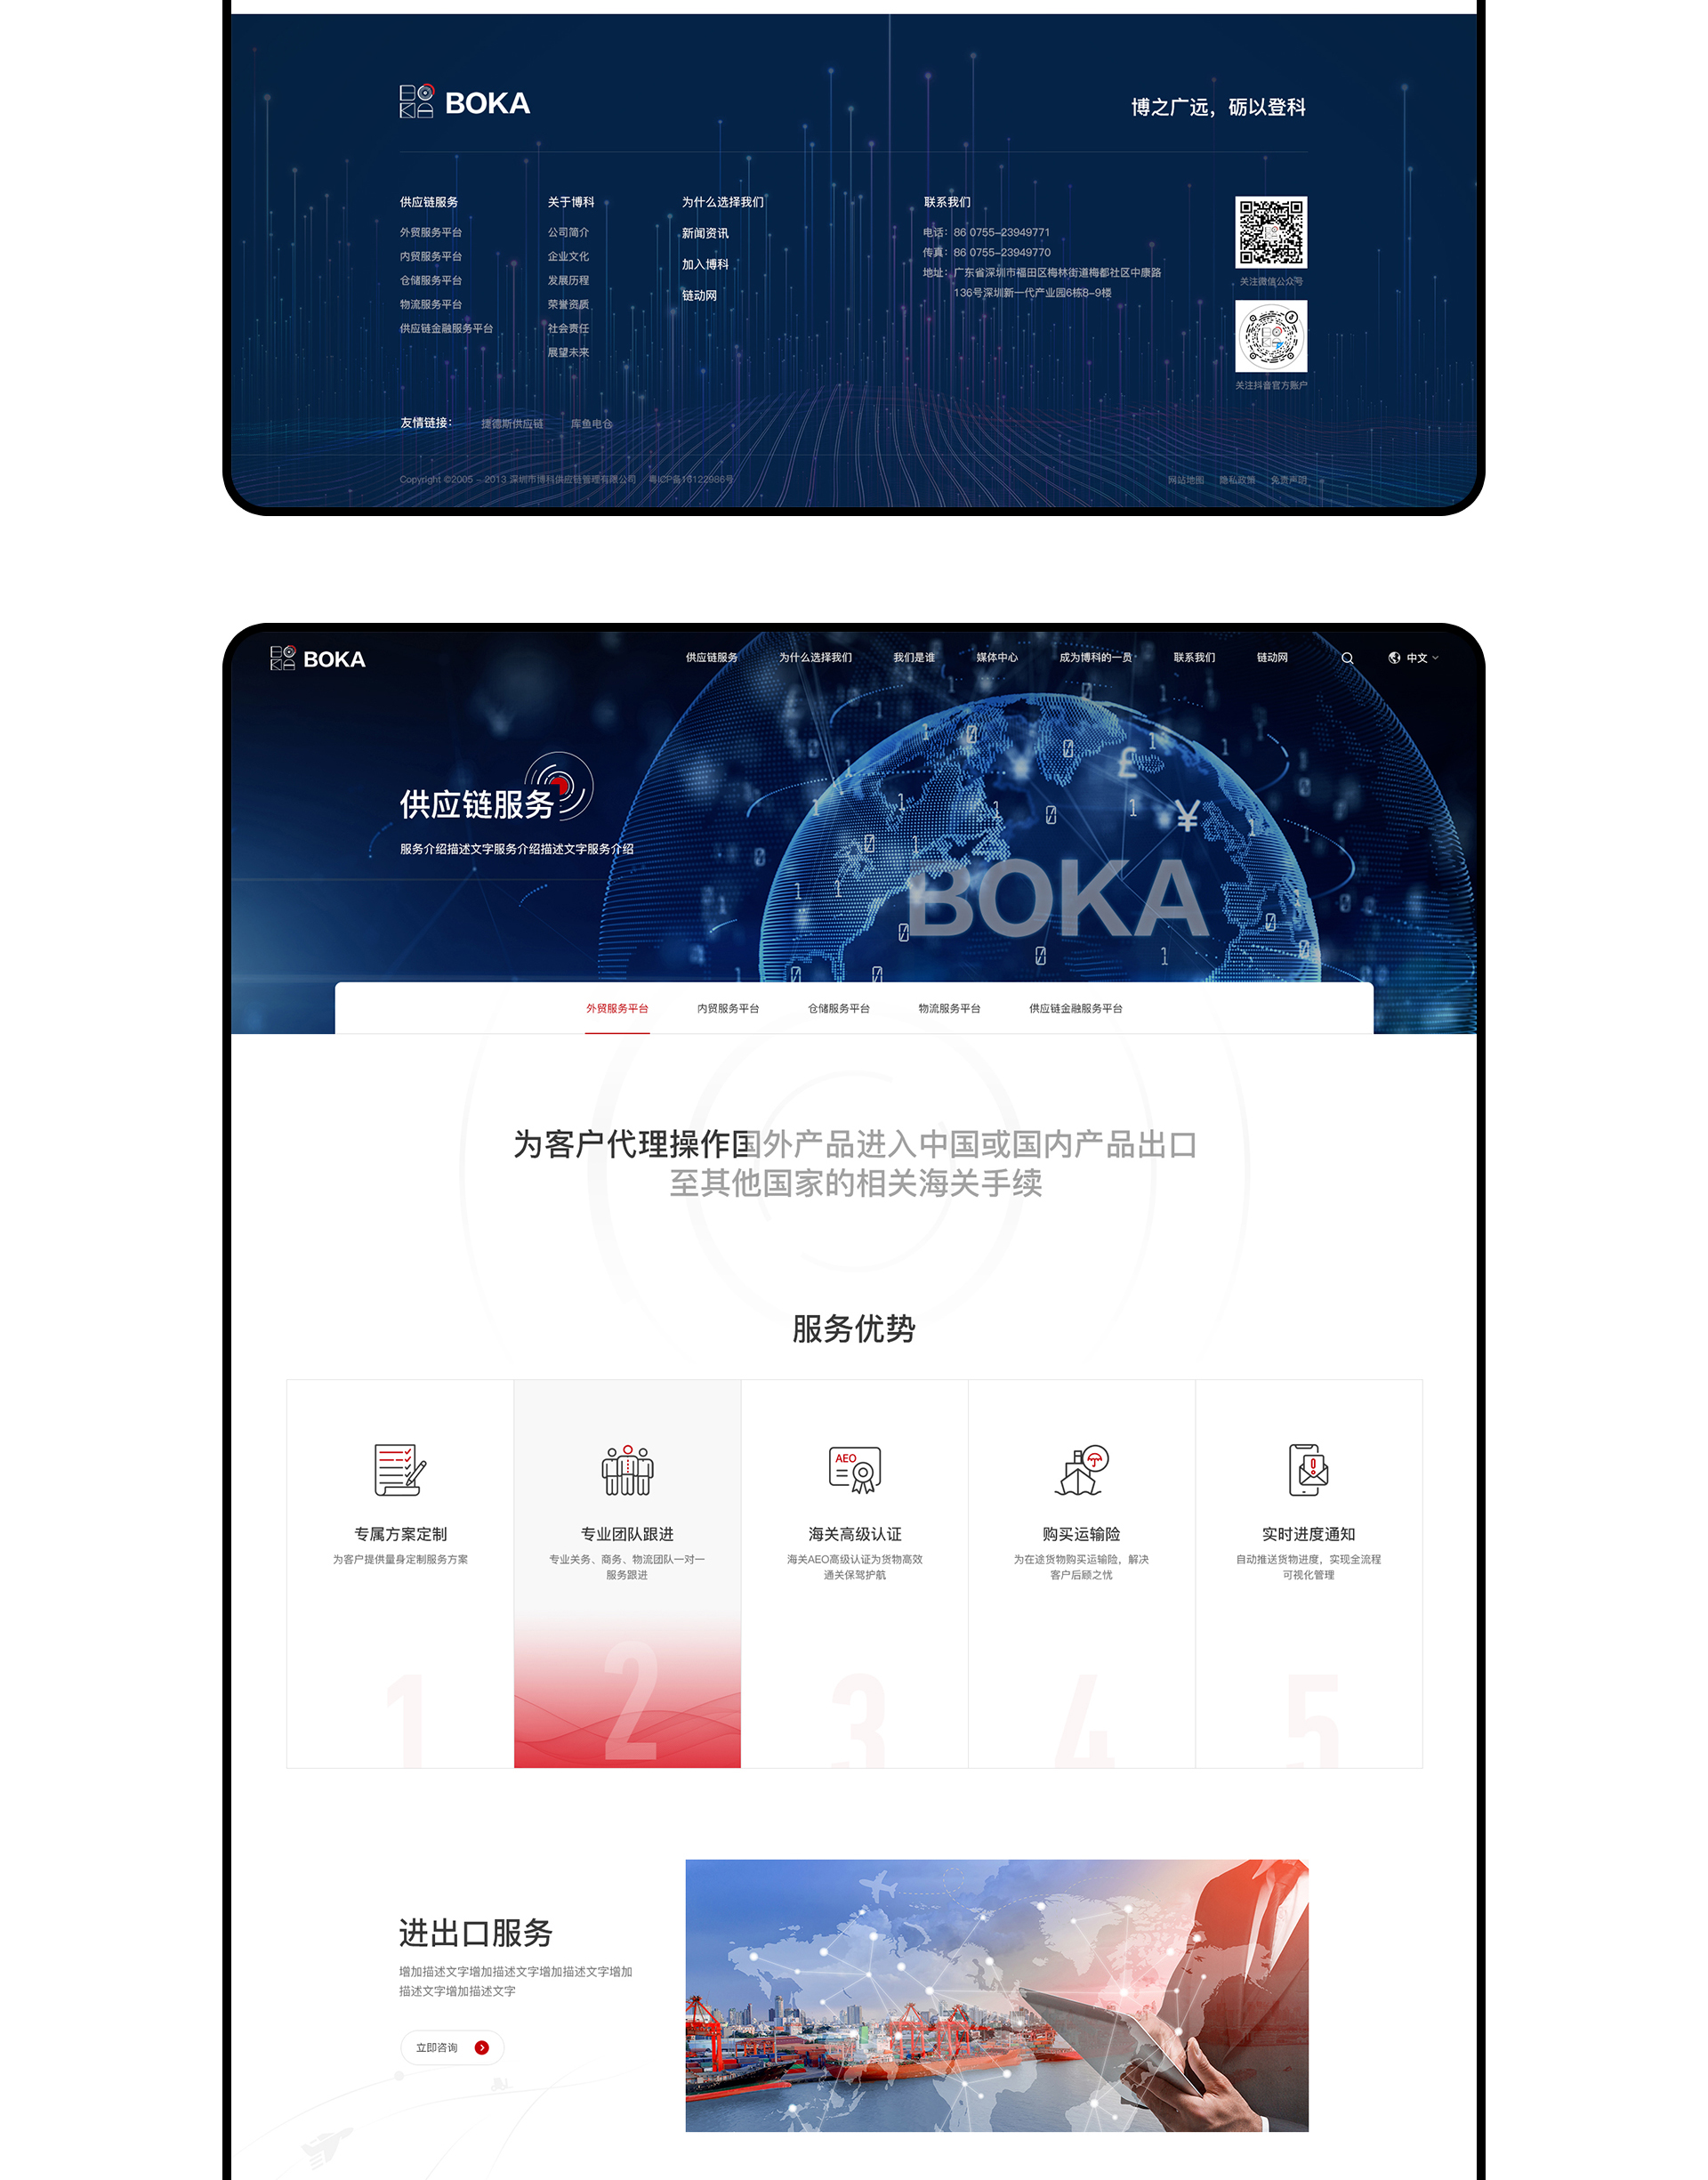 BOKA
博之广远，砺以登科
供应链服务
外贸服务平台
内贸服务平台
仓储服务平台
物流服务平台
供应链金融服务平台
关于博科
公司简介
企业文化
发展历程
荣誉资质
社会责任
展望未来
为什么选择我们
新闻资讯
加入博科
链动网
联系我们
电话：86 0755-23949771
传真：86 0755-23949770
地址：广东省深圳市福田区梅林街道梅都社区中康路
136号深圳新一代产业园6栋8-9楼
关注微信公众号
关注抖音官方账户
友情链接： 捷德斯供应链 库鱼电仓
Copyright ©2005 - 2013 深圳市博科供应链管理有限公司 粤ICP备16122986号
网站地图 隐私政策 免责声明
BOKA
供应链服务 为什么选择我们 我们是谁 媒体中心 成为博科的一员 联系我们 链动网 中文
供应链服务
服务介绍描述文字服务介绍描述文字服务介绍
BOKA
外贸服务平台 内贸服务平台 仓储服务平台 物流服务平台 供应链金融服务平台
为客户代理操作国外产品进入中国或国内产品出口
至其他国家的相关海关手续
服务优势
专属方案定制
为客户提供量身定制服务方案
1
专业团队跟进
专业关务、商务、物流团队一对一
服务跟进
2
AEO
海关高级认证
海关AEO高级认证为货物高效
通关保驾护航
3
购买运输险
为在途货物购买运输险，解决
客户后顾之忧
4
实时进度通知
自动推送货物进度，实现全流程
可视化管理
5
进出口服务
增加描述文字增加描述文字增加描述文字增加
描述文字增加描述文字
立即咨询